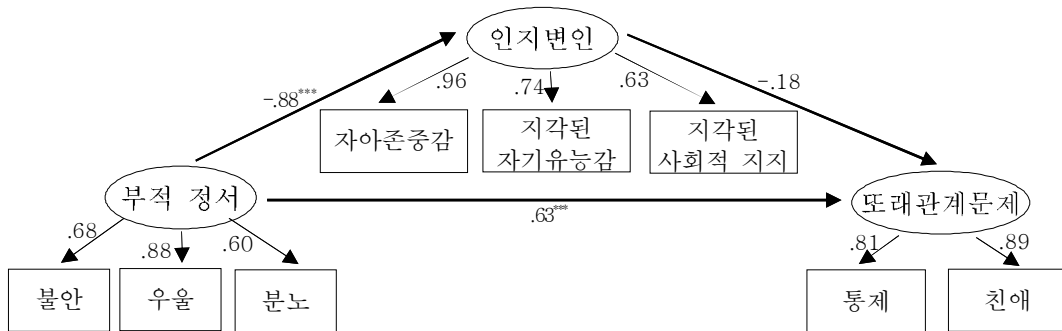 인지변인
.96
.74
.63
-.88***
-.18
자아존중감
지각된
자기유능감
지각된
사회적 지지
부적 정서
.63***
또래관계문제
.68
.88
.60
.81
.89
불안
우울
분노
통제
친애